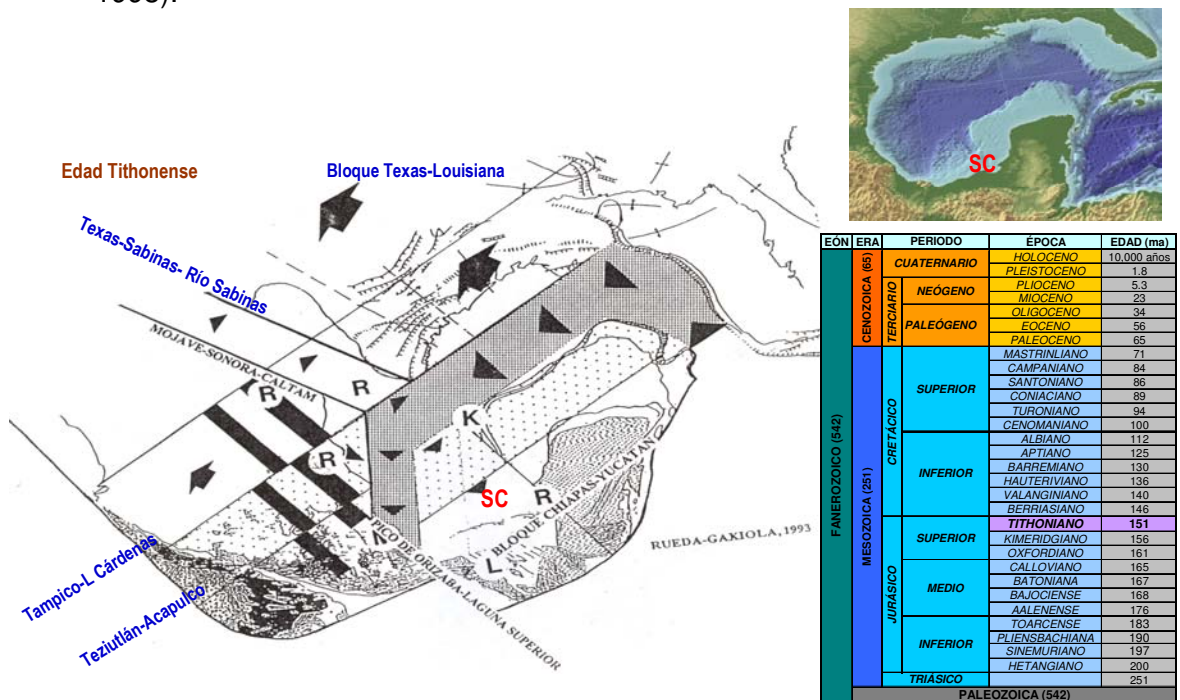 Edad Tithonense
Bloque Texas-Louisiana
Texas-Sabinas- Río Sabinas
MOJAVE-SONORA-CALTAM
R
R
R
K
SC
R
BLOQUE CHIAPAS-YUCATAN
L
K
PICO DE ORIZABA-LAGUNA SUPERIOR
RUEDA-GAXIOLA, 1993
Tampico-L Cárdenas
Teziutlán-Acapulco
SC
EÓN ERA PERIODO ÉPOCA EDAD (ma)
FANEROZOICO (542)
CENOZOICA (65)
CUATERNARIO
HOLOCENO 10,000 años
PLEISTOCENO 1.8
TERCIARIO
NEÓGENO
PLIOCENO 5.3
MIOCENO 23
PALEÓGENO
OLIGOCENO 34
EOCENO 56
PALEOCENO 65
MESOZOICA (251)
CRETÁCICO
SUPERIOR
MASTRINLIANO 71
CAMPANIANO 84
SANTONIANO 86
CONIACIANO 89
TURONIANO 94
CENOMANIANO 100
INFERIOR
ALBIANO 112
APTIANO 125
BARREMIANO 130
HAUTERIVIANO 136
VALANGINIANO 140
BERRIASIANO 146
JURÁSICO
SUPERIOR
TITHONIANO 151
KIMERIDGIANO 156
OXFORDIANO 161
MEDIO
CALLOVIANO 165
BATONIANA 167
BAJOCIENSE 168
AALENENSE 176
INFERIOR
TOARCENSE 183
PLIENSBACHIANA 190
SINEMURIANO 197
HETANGIANO 200
TRIÁSICO 251
PALEOZOICA (542)